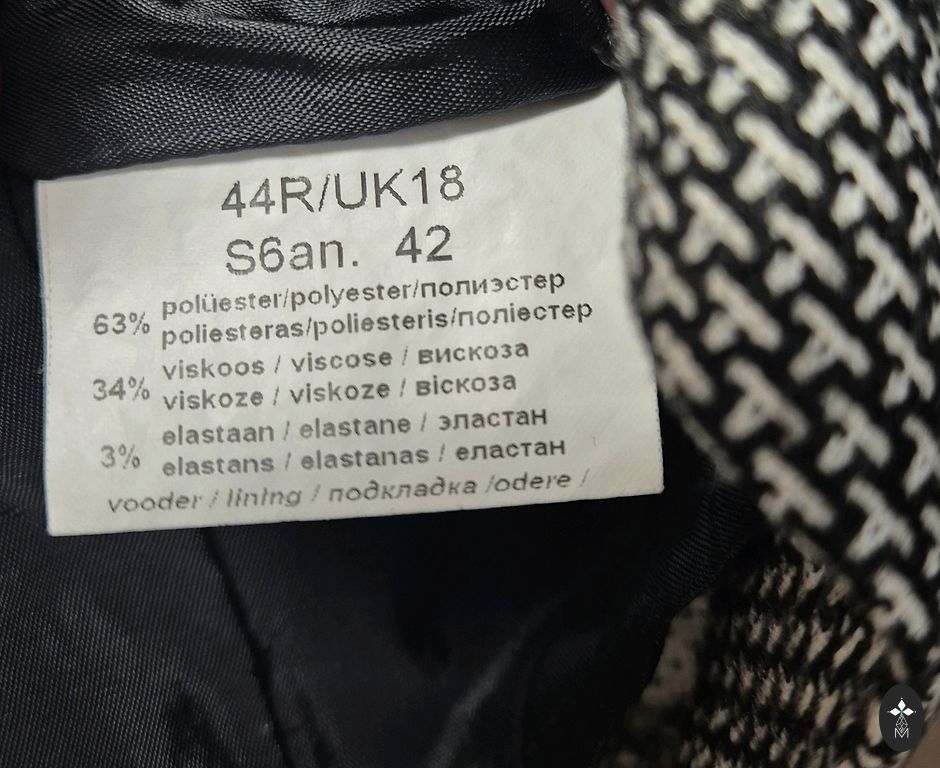 44R/UK18
S6an. 42
63% polüester/polyester/полиэстер
poliesteras/poliesteris/поліестер
34% viskoos / viscose / вискоза
viskoze / viskoze / віскоза
3% elastaan / elastane / эластан
elastans / elastanas / еластан
vooder / lining / подкладка /odere /
M